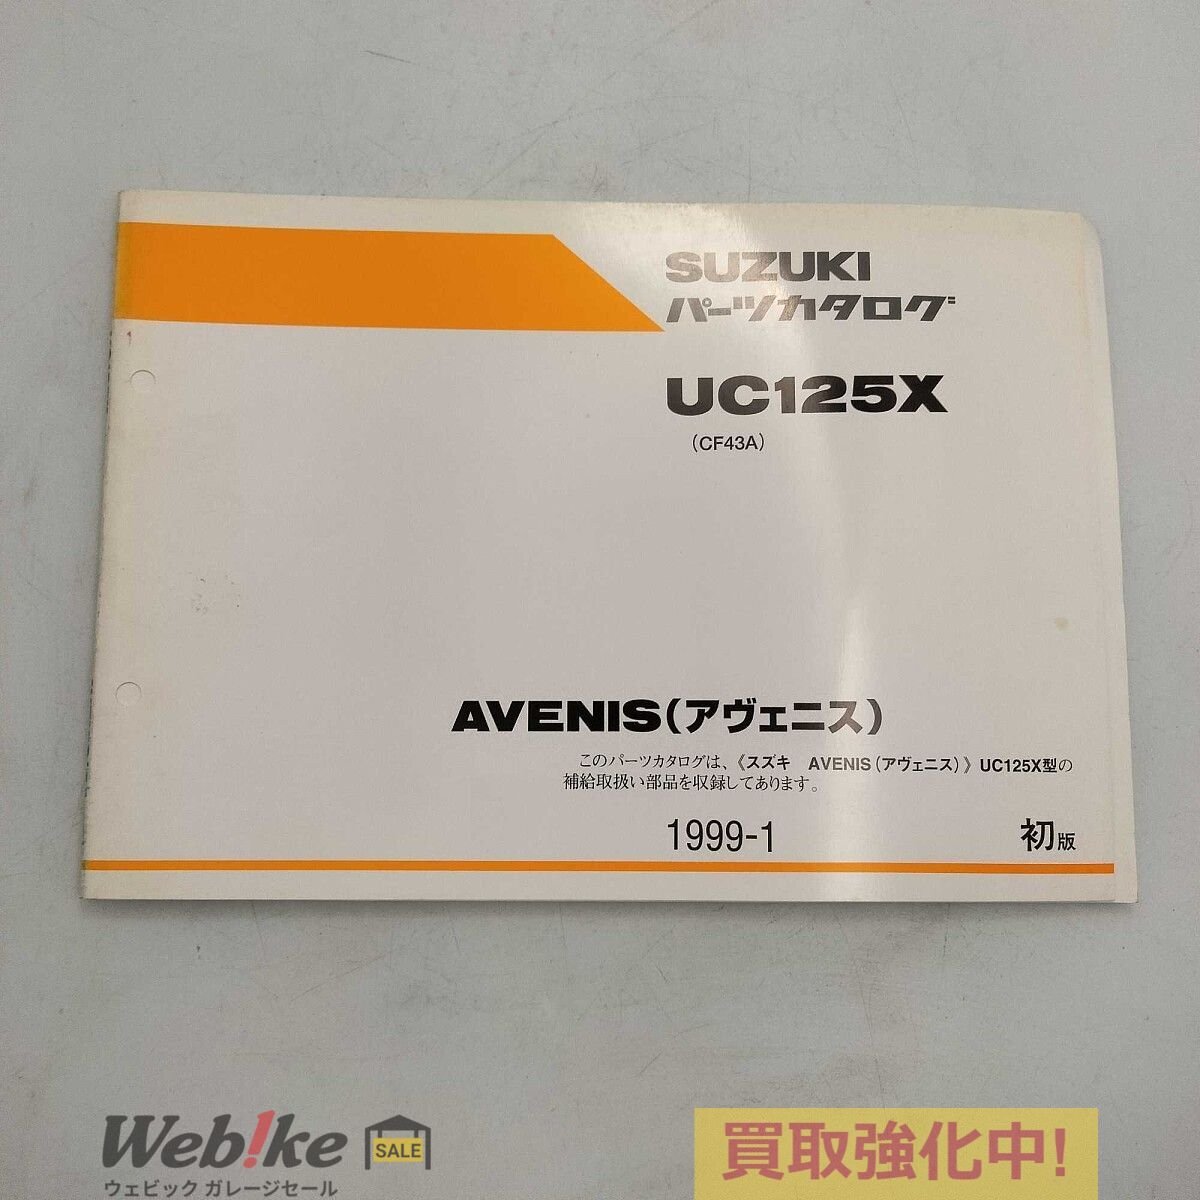 SUZUKI
パーツカタログ
UC125X
(CF43A)
AVENIS(アヴェニス)
このパーツカタログは、《スズキ　AVENIS(アヴェニス)》UC125X型の
補給取扱い部品を収録してあります。
1999-1 初版
Web!ke SALE
ウェビック ガレージセール
買取強化中!